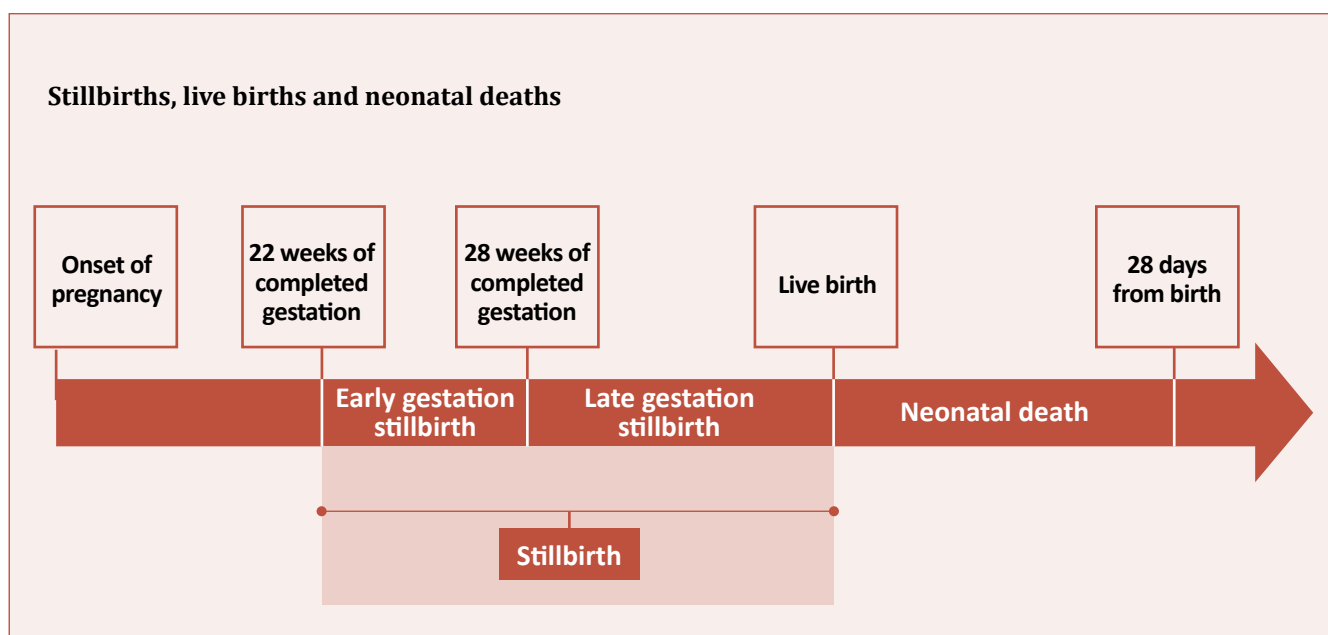 Stillbirths, live births and neonatal deaths
Onset of
pregnancy
22 weeks of
completed
gestation
28 weeks of
completed
gestation
Live birth
28 days
from birth
Early gestation
stillbirth
Late gestation
stillbirth
Neonatal death
Stillbirth